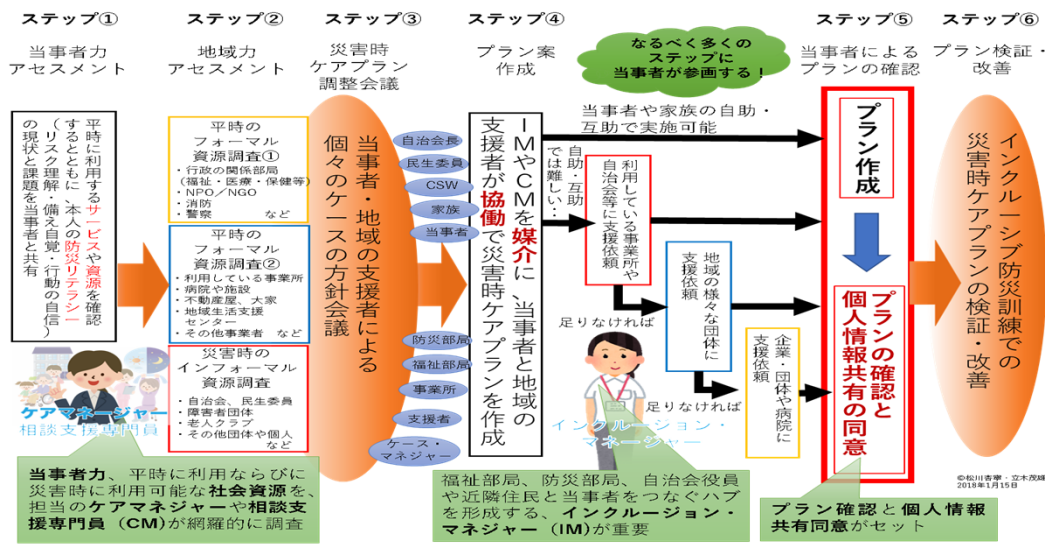 ステップ①
当事者力
アセスメント
ステップ②
地域力
アセスメント
ステップ③
災害時
ケアプラン
調整会議
ステップ④
プラン案
作成
なるべく多くの
ステップに
当事者が参画する！
ステップ⑤
当事者による
プランの確認
ステップ⑥
プラン検証・
改善
平時に利用するサービスや資源を確認
するとともに、本人の防災リテラシー
（リスク理解・備え自覚・行動の自信）
の現状と課題を当事者と共有
平時の
フォーマル
資源調査①
・行政の関係部局
(福祉・医療・保健等)
・NPO／NGO
・消防
・警察　など
平時の
フォーマル
資源調査②
・利用している事業所
・病院や施設
・不動産屋、大家
・地域生活支援
センター
・その他事業者　など
災害時の
インフォーマル
資源調査
・自治会、民生委員
・障害者団体
・老人クラブ
・その他団体や個人
など
当事者・地域の支援者による
個々のケースの方針会議
自治会長
民生委員
CSW
家族
当事者
防災部局
福祉部局
事業所
支援者
ケース・
マネジャー
IMやCMを媒介に、当事者と地域の
支援者が協働で災害時ケアプランを作成
当事者や家族の自助・
互助で実施可能
自助・互助
では難しい…
利用している事業所や
自治会等に支援依頼
足りなければ
地域の様々な団体に
支援依頼
足りなければ
企業・団体や病院に
支援依頼
プラン作成
プランの確認と
個人情報共有の同意
インクルーシブ防災訓練での
災害時ケアプランの検証・改善
ケアマネージャー
相談支援専門員
インクルージョン・
マネージャー
当事者力、平時に利用ならびに
災害時に利用可能な社会資源を、
担当のケアマネジャーや相談支
援専門員（CM)が網羅的に調査
福祉部局、防災部局、自治会役員
や近隣住民と当事者をつなぐハブ
を形成する、インクルージョン・
マネジャー（IM)が重要
プラン確認と個人情報
共有同意がセット
©松川杏寧・立木茂雄
2018年1月15日